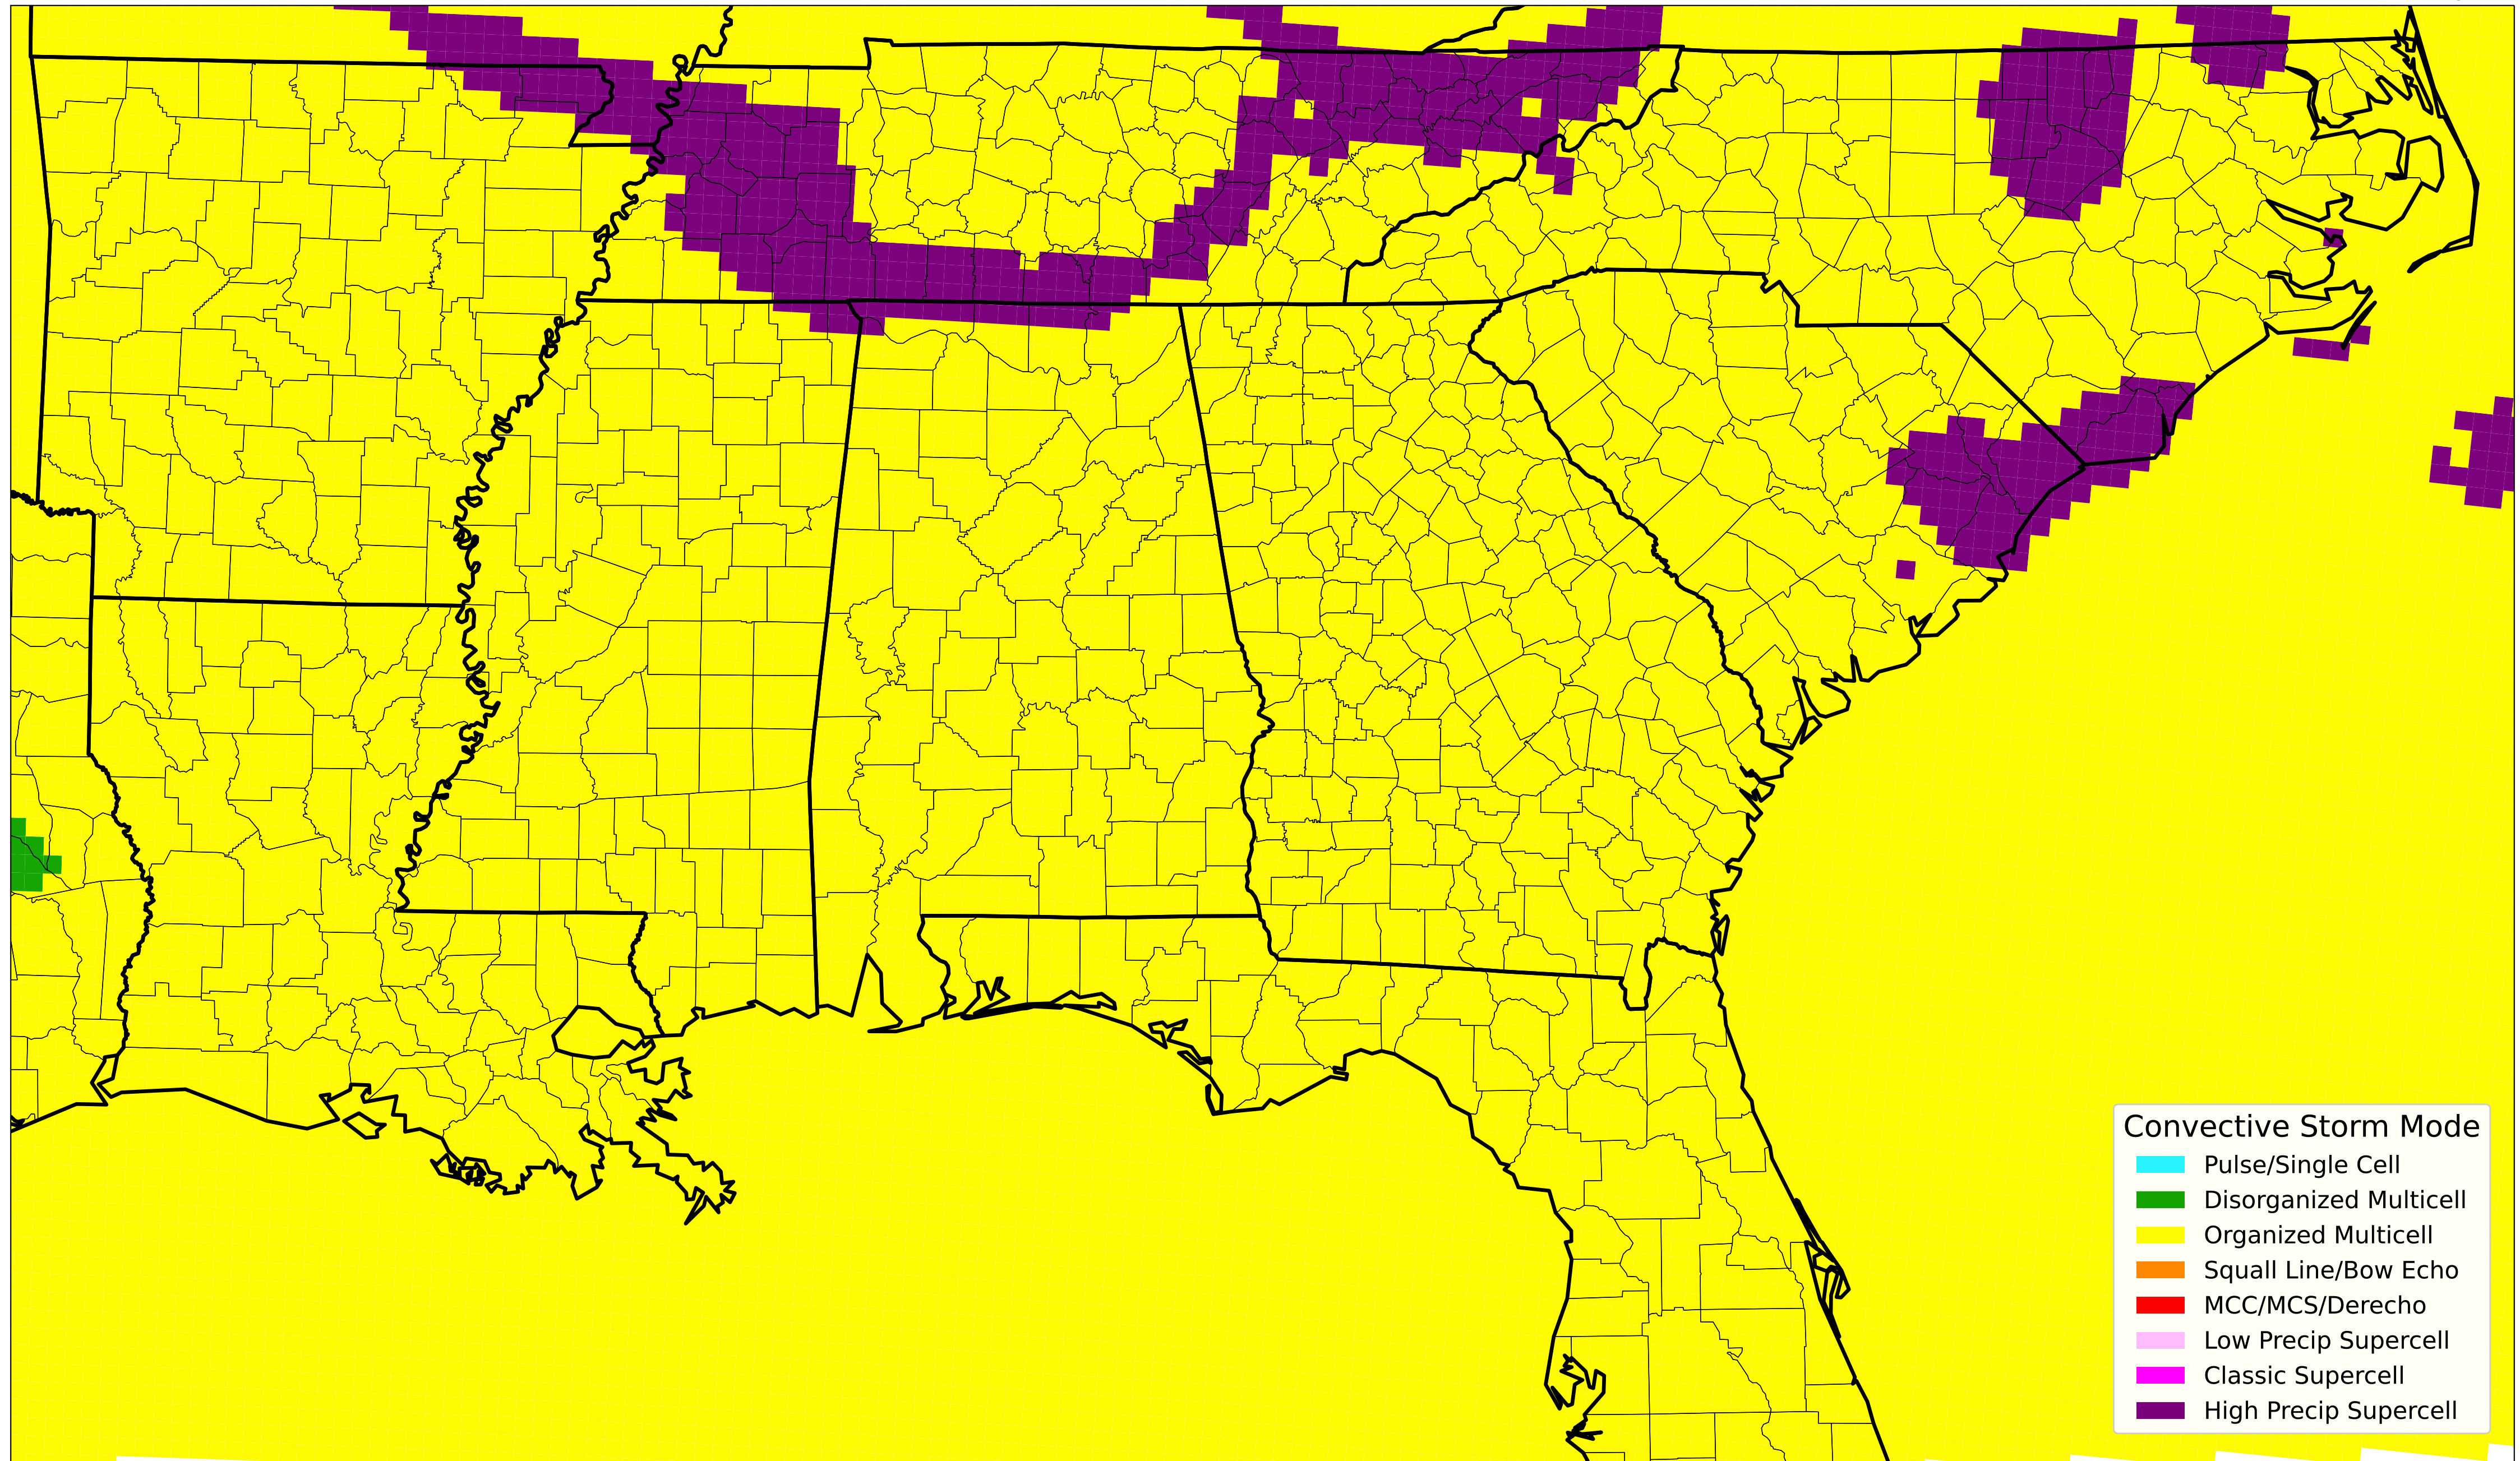 Convective Storm Mode
Pulse/Single Cell
Disorganized Multicell
Organized Multicell
Squall Line/Bow Echo
MCC/MCS/Derecho
Low Precip Supercell
Classic Supercell
High Precip Supercell